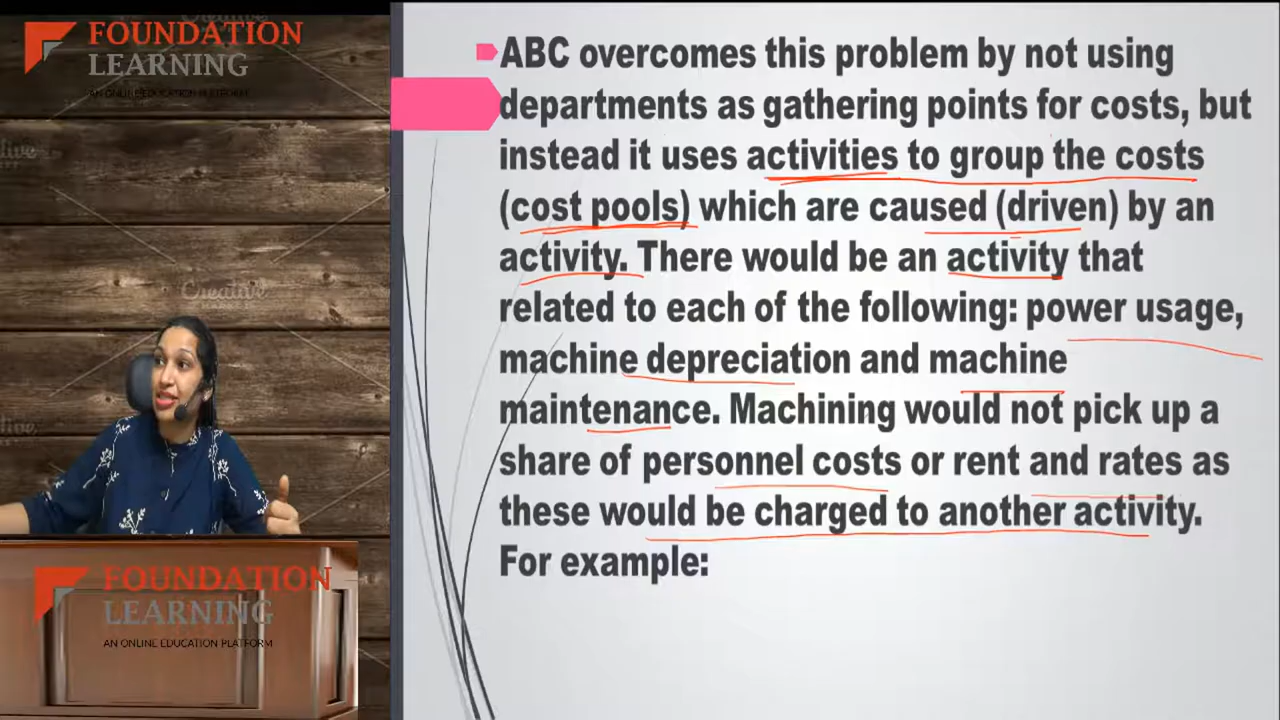 FOUNDATION
LEARNING
AN ONLINE EDUCATION PLATFORM
Creative
ABC overcomes this problem by not using
departments as gathering points for costs, but
instead it uses activities to group the costs
(cost pools) which are caused (driven) by an
activity. There would be an activity that
related to each of the following: power usage,
machine depreciation and machine
maintenance. Machining would not pick up a
share of personnel costs or rent and rates as
these would be charged to another activity.
For example:
FOUNDATION
LEARNING
AN ONLINE EDUCATION PLATFORM